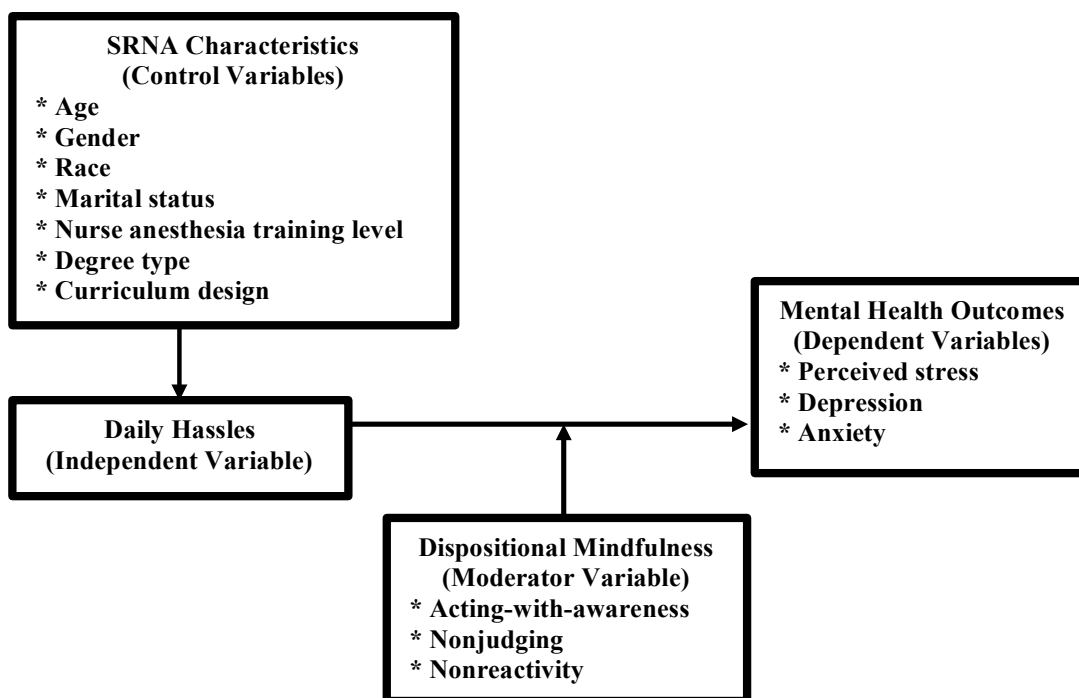 SRNA Characteristics
(Control Variables)
* Age
* Gender
* Race
* Marital status
* Nurse anesthesia training level
* Degree type
* Curriculum design
Mental Health Outcomes
(Dependent Variables)
* Perceived stress
* Depression
* Anxiety
Daily Hassles
(Independent Variable)
Dispositional Mindfulness
(Moderator Variable)
* Acting-with-awareness
* Nonjudging
* Nonreactivity